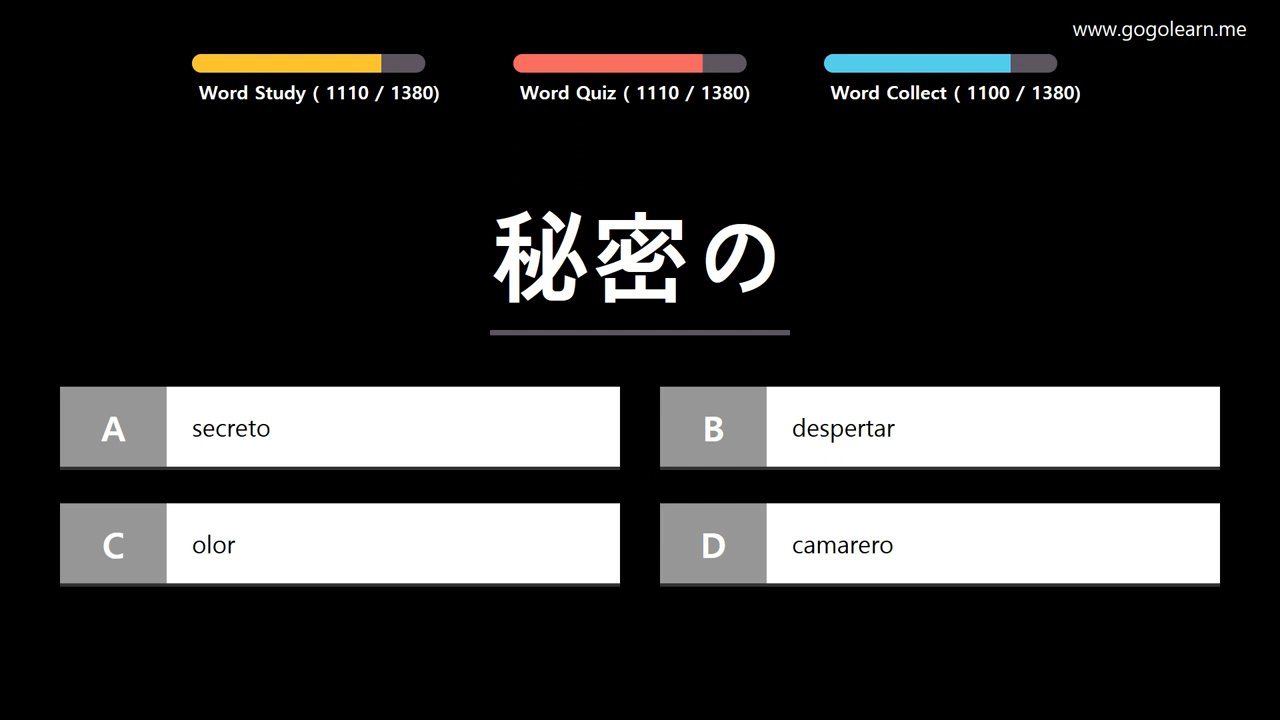 www.gogolearn.me
Word Study ( 1110 / 1380)
Word Quiz ( 1110 / 1380)
Word Collect ( 1100 / 1380)
秘密の
A secreto
B despertar
C olor
D camarero